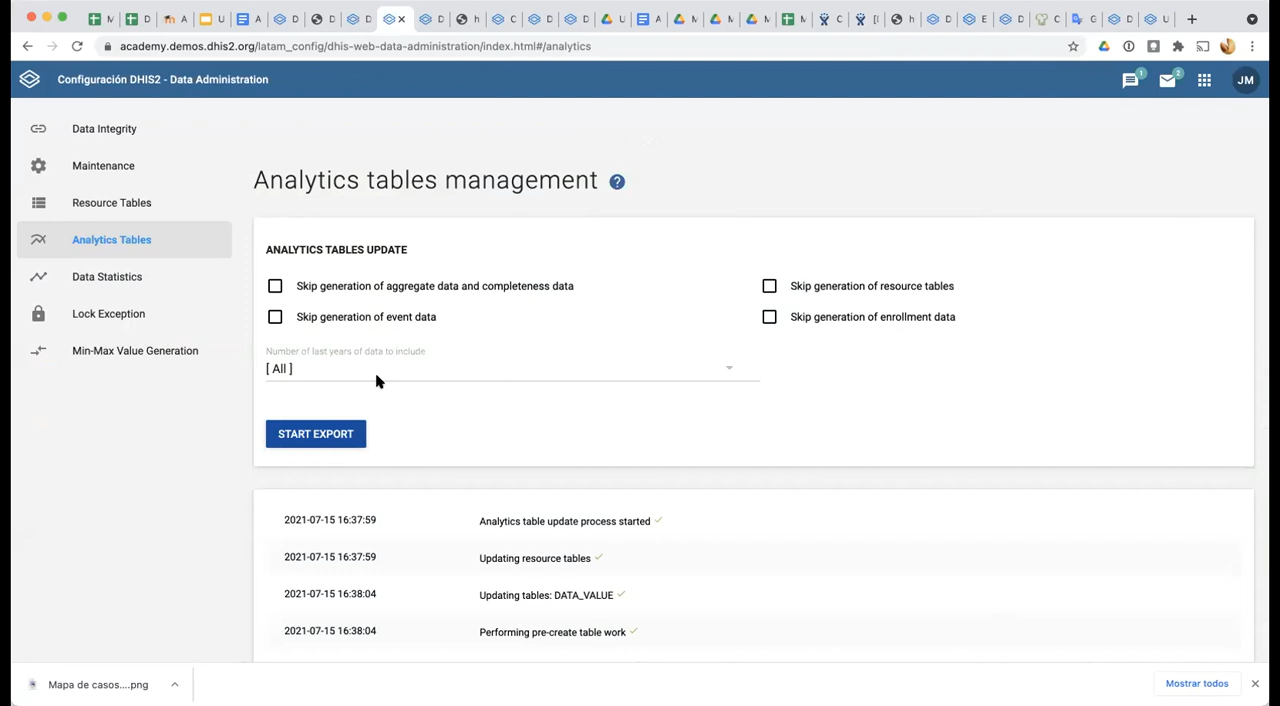 academy.demos.dhis2.org/latam_config/dhis-web-data-administration/index.html#/analytics
Configuración DHIS2 - Data Administration
1
2
JM
Data Integrity
Maintenance
Resource Tables
Analytics Tables
Data Statistics
Lock Exception
Min-Max Value Generation
Analytics tables management
?
ANALYTICS TABLES UPDATE
Skip generation of aggregate data and completeness data
Skip generation of resource tables
Skip generation of event data
Skip generation of enrollment data
Number of last years of data to include
[ All ]
START EXPORT
2021-07-15 16:37:59 Analytics table update process started
2021-07-15 16:37:59 Updating resource tables
2021-07-15 16:38:04 Updating tables: DATA_VALUE
2021-07-15 16:38:04 Performing pre-create table work
Mapa de casos....png
Mostrar todos